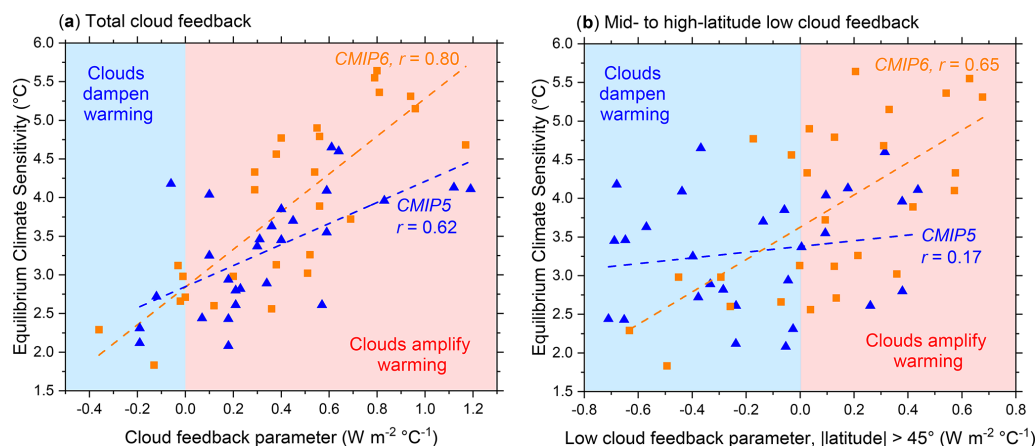 (a) Total cloud feedback
6.0
5.5
5.0
4.5
4.0
3.5
3.0
2.5
2.0
1.5
Equilibrium Climate Sensitivity (°C)
Clouds
dampen
warming
CMIP6, r = 0.80
CMIP5
r = 0.62
Clouds amplify
warming
-0.4 -0.2 0.0 0.2 0.4 0.6 0.8 1.0 1.2
Cloud feedback parameter (W m⁻² °C⁻¹)
(b) Mid- to high-latitude low cloud feedback
6.0
5.5
5.0
4.5
4.0
3.5
3.0
2.5
2.0
1.5
Equilibrium Climate Sensitivity (°C)
Clouds
dampen
warming
CMIP6, r = 0.65
CMIP5
r = 0.17
Clouds amplify
warming
-0.8 -0.6 -0.4 -0.2 0.0 0.2 0.4 0.6 0.8
Low cloud feedback parameter, |latitude| > 45° (W m⁻² °C⁻¹)